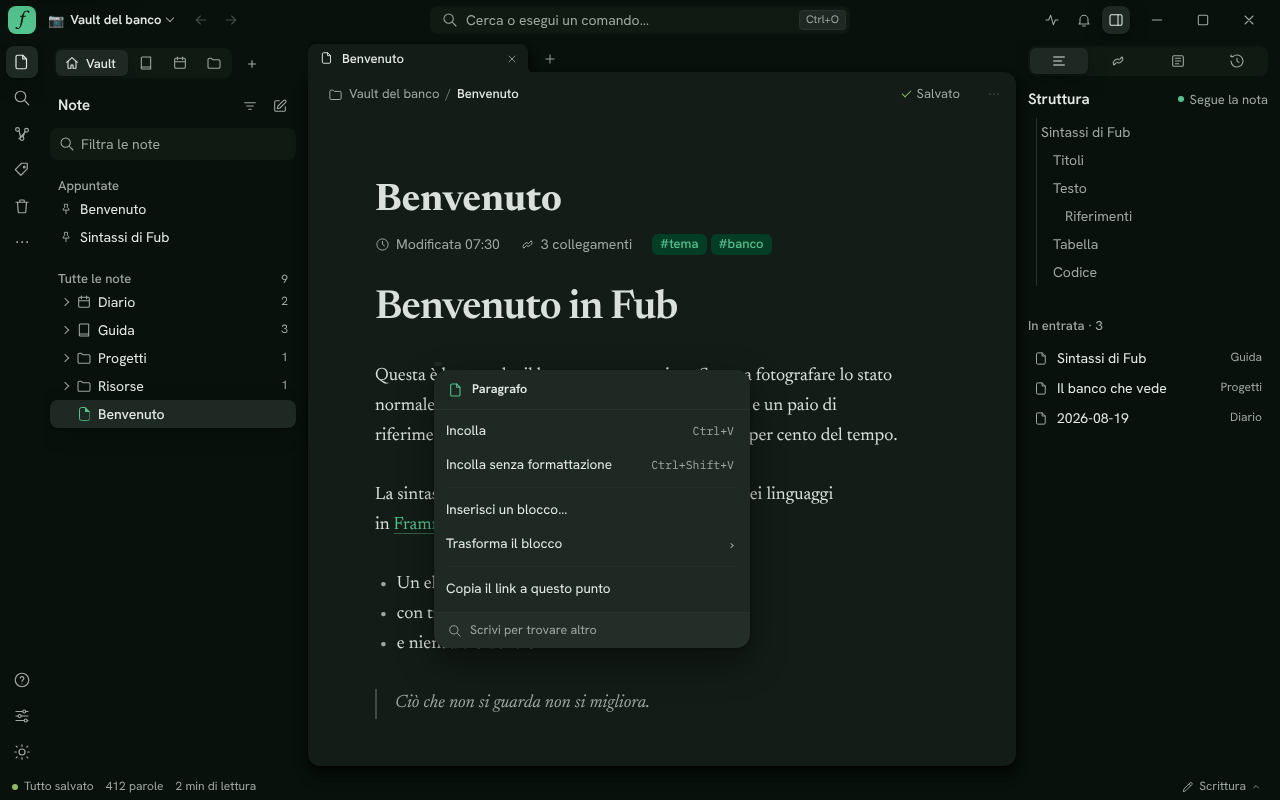 Vault del banco
Cerca o esegui un comando...
Ctrl+O
Vault
Benvenuto
Note
Filtra le note
Appuntate
Benvenuto
Sintassi di Fub
Tutte le note 9
Diario 2
Guida 3
Progetti 1
Risorse 1
Benvenuto
Vault del banco / Benvenuto
Salvato
Benvenuto
Modificata 07:30
3 collegamenti
#tema
#banco
Benvenuto in Fub
Questa è a fotografare lo stato
normale e un paio di
riferime per cento del tempo.
La sintas ei linguaggi
in Fram
Un el
con t
e nien
Ciò che non si guarda non si migliora.
Paragrafo
Incolla Ctrl+V
Incolla senza formattazione Ctrl+Shift+V
Inserisci un blocco...
Trasforma il blocco ›
Copia il link a questo punto
Scrivi per trovare altro
Struttura
Segue la nota
Sintassi di Fub
Titoli
Testo
Riferimenti
Tabella
Codice
In entrata · 3
Sintassi di Fub Guida
Il banco che vede Progetti
2026-08-19 Diario
Tutto salvato
412 parole
2 min di lettura
Scrittura